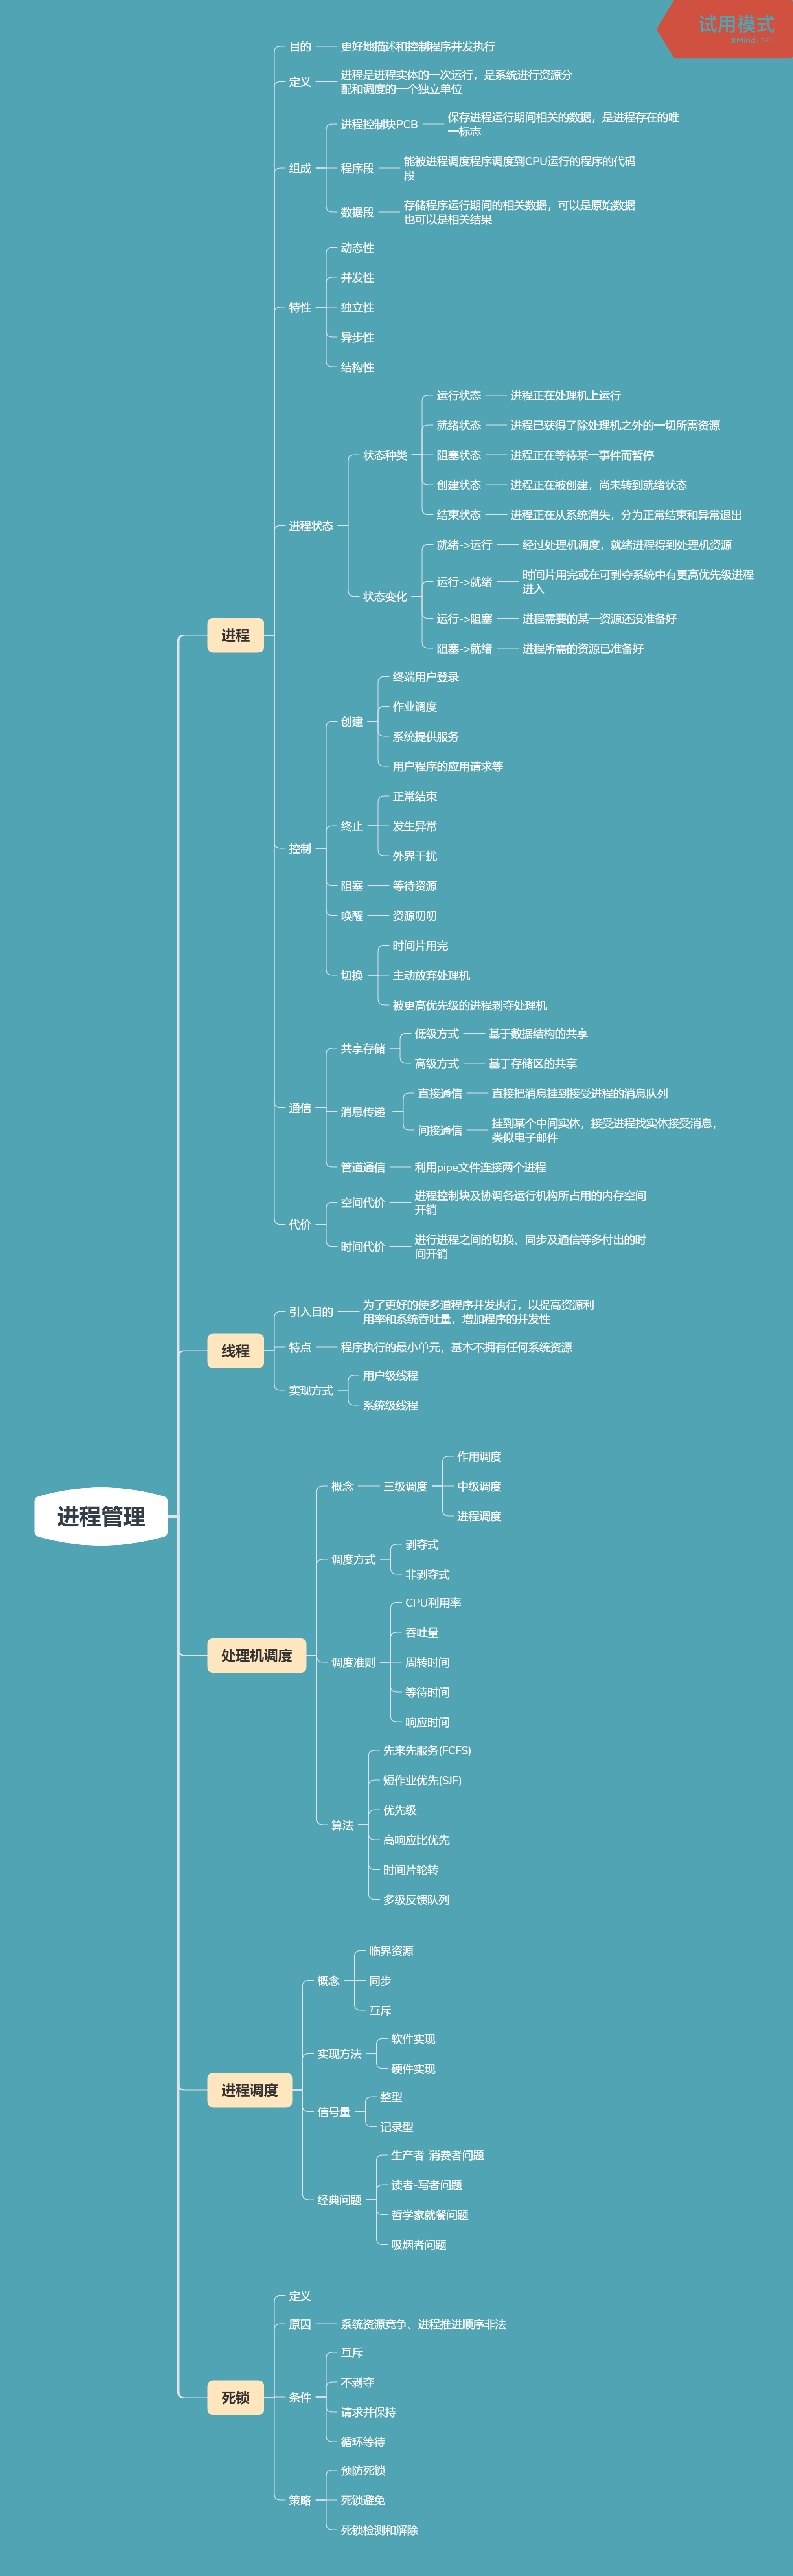 试用模式
XMind
目的
更好地描述和控制程序并发执行
定义
进程是进程实体的一次运行，是系统进行资源分
配和调度的一个独立单位
组成
进程控制块PCB
保存进程运行期间相关的数据，是进程存在的唯
一标志
程序段
能被进程调度程序调度到CPU运行的程序的代码
段
数据段
存储程序运行期间的相关数据，可以是原始数据
也可以是相关结果
特性
动态性
并发性
独立性
异步性
结构性
进程状态
状态种类
运行状态
进程正在处理机上运行
就绪状态
进程已获得了除处理机之外的一切所需资源
阻塞状态
进程正在等待某一事件而暂停
创建状态
进程正在被创建，尚未转到就绪状态
结束状态
进程正在从系统消失，分为正常结束和异常退出
状态变化
就绪->运行
经过处理机调度，就绪进程得到处理机资源
运行->就绪
时间片用完或在可剥夺系统中有更高优先级进程
进入
运行->阻塞
进程需要的某一资源还没准备好
阻塞->就绪
进程所需的资源已准备好
进程
控制
创建
终端用户登录
作业调度
系统提供服务
用户程序的应用请求等
终止
正常结束
发生异常
外界干扰
阻塞
等待资源
唤醒
资源叨叨
切换
时间片用完
主动放弃处理机
被更高优先级的进程剥夺处理机
通信
共享存储
低级方式
基于数据结构的共享
高级方式
基于存储区的共享
消息传递
直接通信
直接把消息挂到接受进程的消息队列
间接通信
挂到某个中间实体，接受进程找实体接受消息，
类似电子邮件
管道通信
利用pipe文件连接两个进程
代价
空间代价
进程控制块及协调各运行机构所占用的内存空间
开销
时间代价
进行进程之间的切换、同步及通信等多付出的时
间开销
线程
引入目的
为了更好的使多道程序并发执行，以提高资源利
用率和系统吞吐量，增加程序的并发性
特点
程序执行的最小单元，基本不拥有任何系统资源
实现方式
用户级线程
系统级线程
进程管理
处理机调度
概念
三级调度
作用调度
中级调度
进程调度
调度方式
剥夺式
非剥夺式
调度准则
CPU利用率
吞吐量
周转时间
等待时间
响应时间
算法
先来先服务(FCFS)
短作业优先(SJF)
优先级
高响应比优先
时间片轮转
多级反馈队列
进程调度
概念
临界资源
同步
互斥
实现方法
软件实现
硬件实现
信号量
整型
记录型
经典问题
生产者-消费者问题
读者-写者问题
哲学家就餐问题
吸烟者问题
死锁
定义
原因
系统资源竞争、进程推进顺序非法
条件
互斥
不剥夺
请求并保持
循环等待
策略
预防死锁
死锁避免
死锁检测和解除